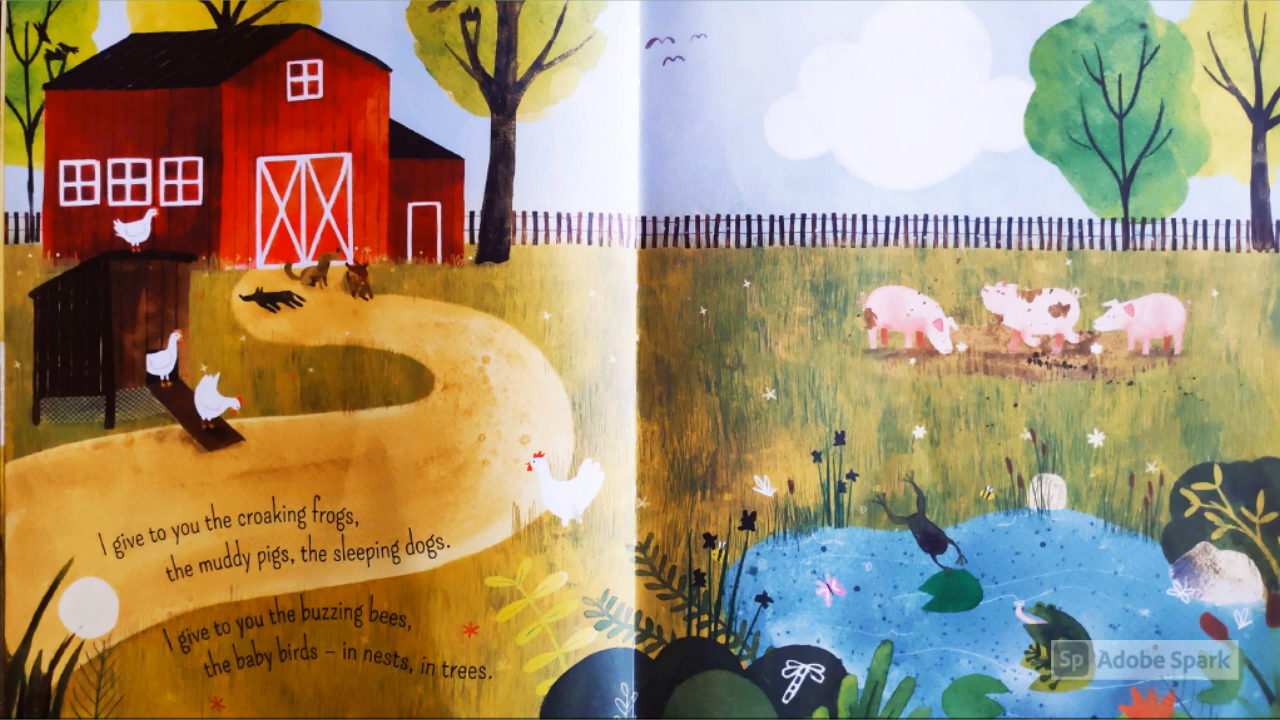 I give to you the croaking frogs,
the muddy pigs, the sleeping dogs.
I give to you the buzzing bees,
the baby birds – in nests, in trees.
Sp Adobe Spark